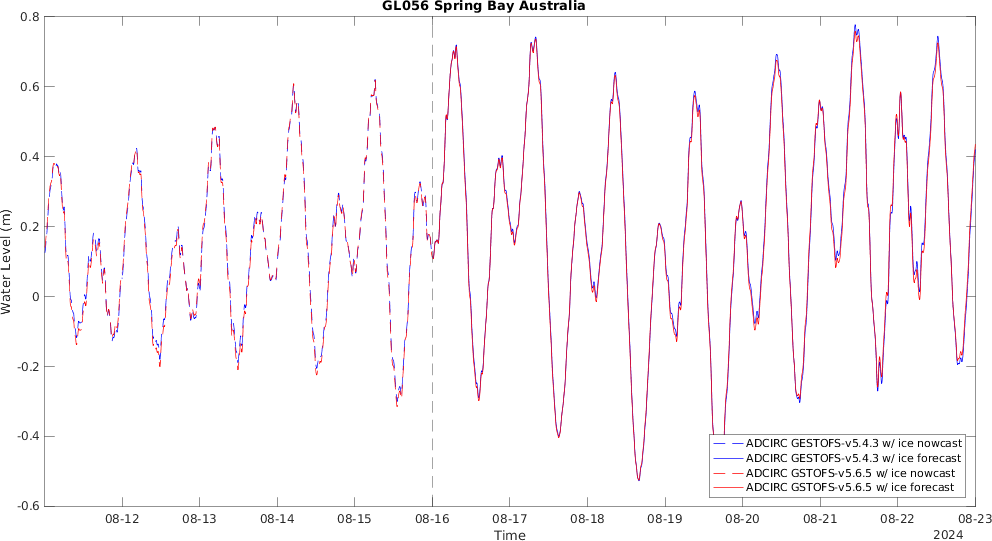 GL056 Spring Bay Australia
0.8
0.6
0.4
0.2
0
-0.2
-0.4
-0.6
Water Level (m)
ADCIRC GESTOFS-v5.4.3 w/ ice nowcast
ADCIRC GESTOFS-v5.4.3 w/ ice forecast
ADCIRC GSTOFS-v5.6.5 w/ ice nowcast
ADCIRC GSTOFS-v5.6.5 w/ ice forecast
08-12 08-13 08-14 08-15 08-16 08-17 08-18 08-19 08-20 08-21 08-22 08-23
Time
2024